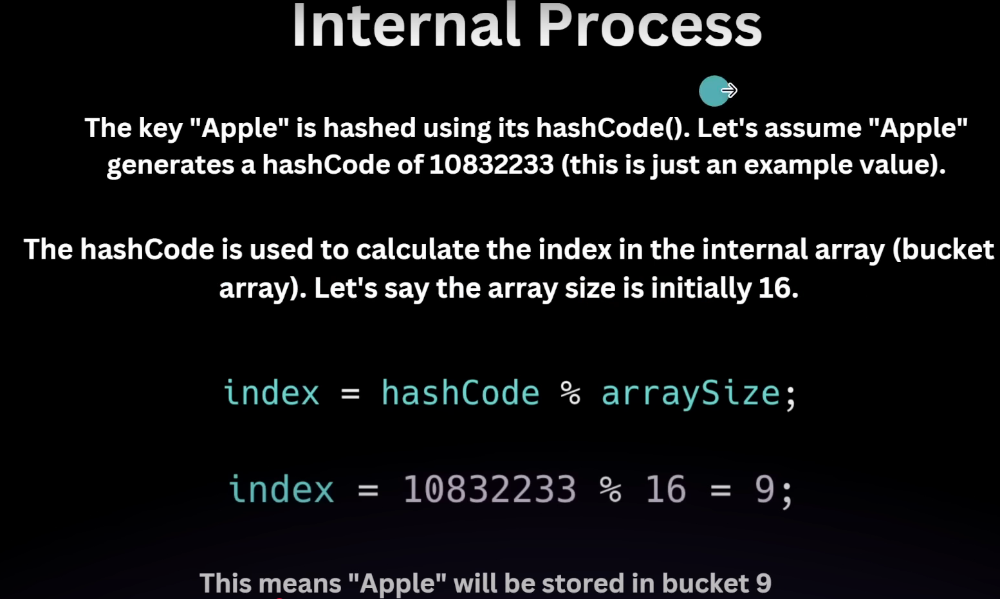 Internal Process
The key "Apple" is hashed using its hashCode(). Let's assume "Apple"
generates a hashCode of 10832233 (this is just an example value).
The hashCode is used to calculate the index in the internal array (bucket
array). Let's say the array size is initially 16.
index = hashCode % arraySize;
index = 10832233 % 16 = 9;
This means "Apple" will be stored in bucket 9